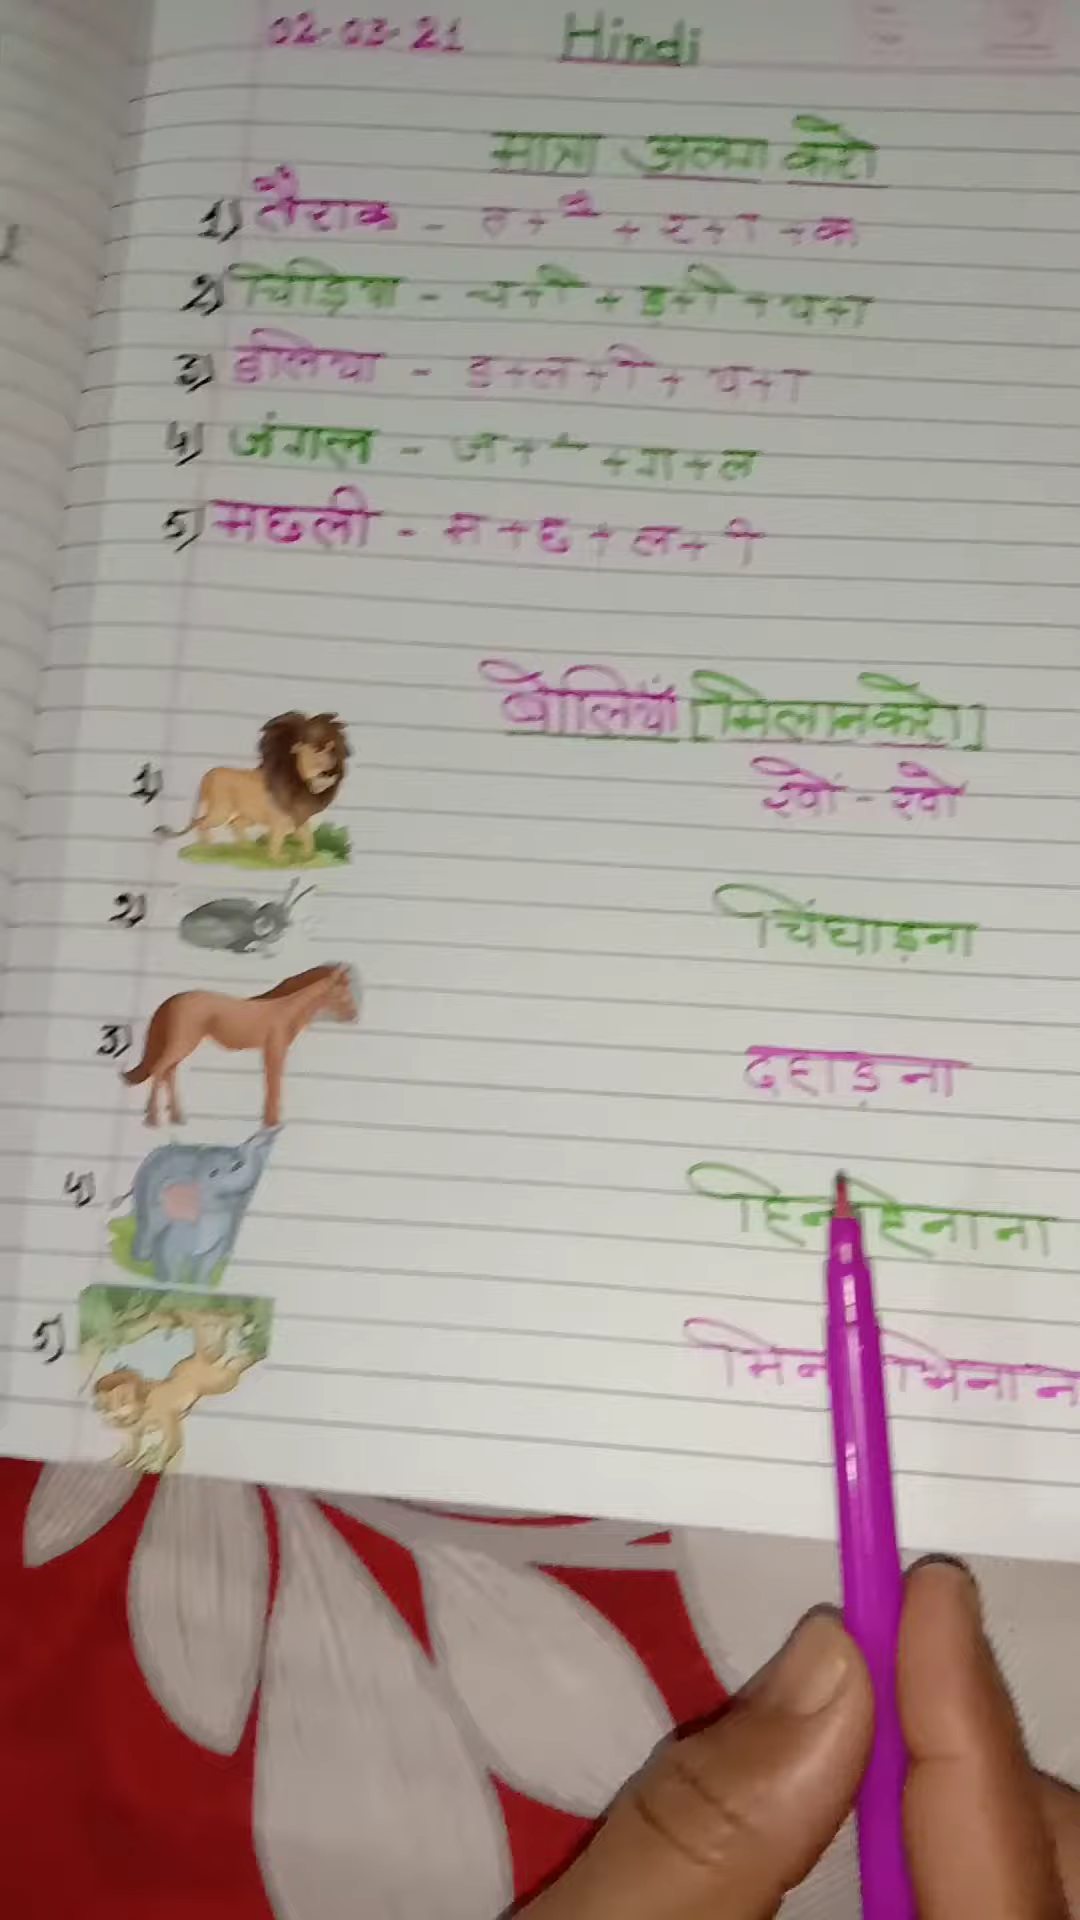 02-03-21 Hindi
मात्रा अलग करो
1) तैराक - त + ै + र + ा + क
2) चिड़िया - च + ि + ड़ + ि + य + ा
3) डलिया - ड + ल + ि + य + ा
4) जंगल - ज + ं + ग + ल
5) मछली - म + छ + ल + ी
बोलियाँ [मिलान करो]
1) खों - खो
2) चिंघाड़ना
3) दहाड़ना
4) हिनहिनाना
5)